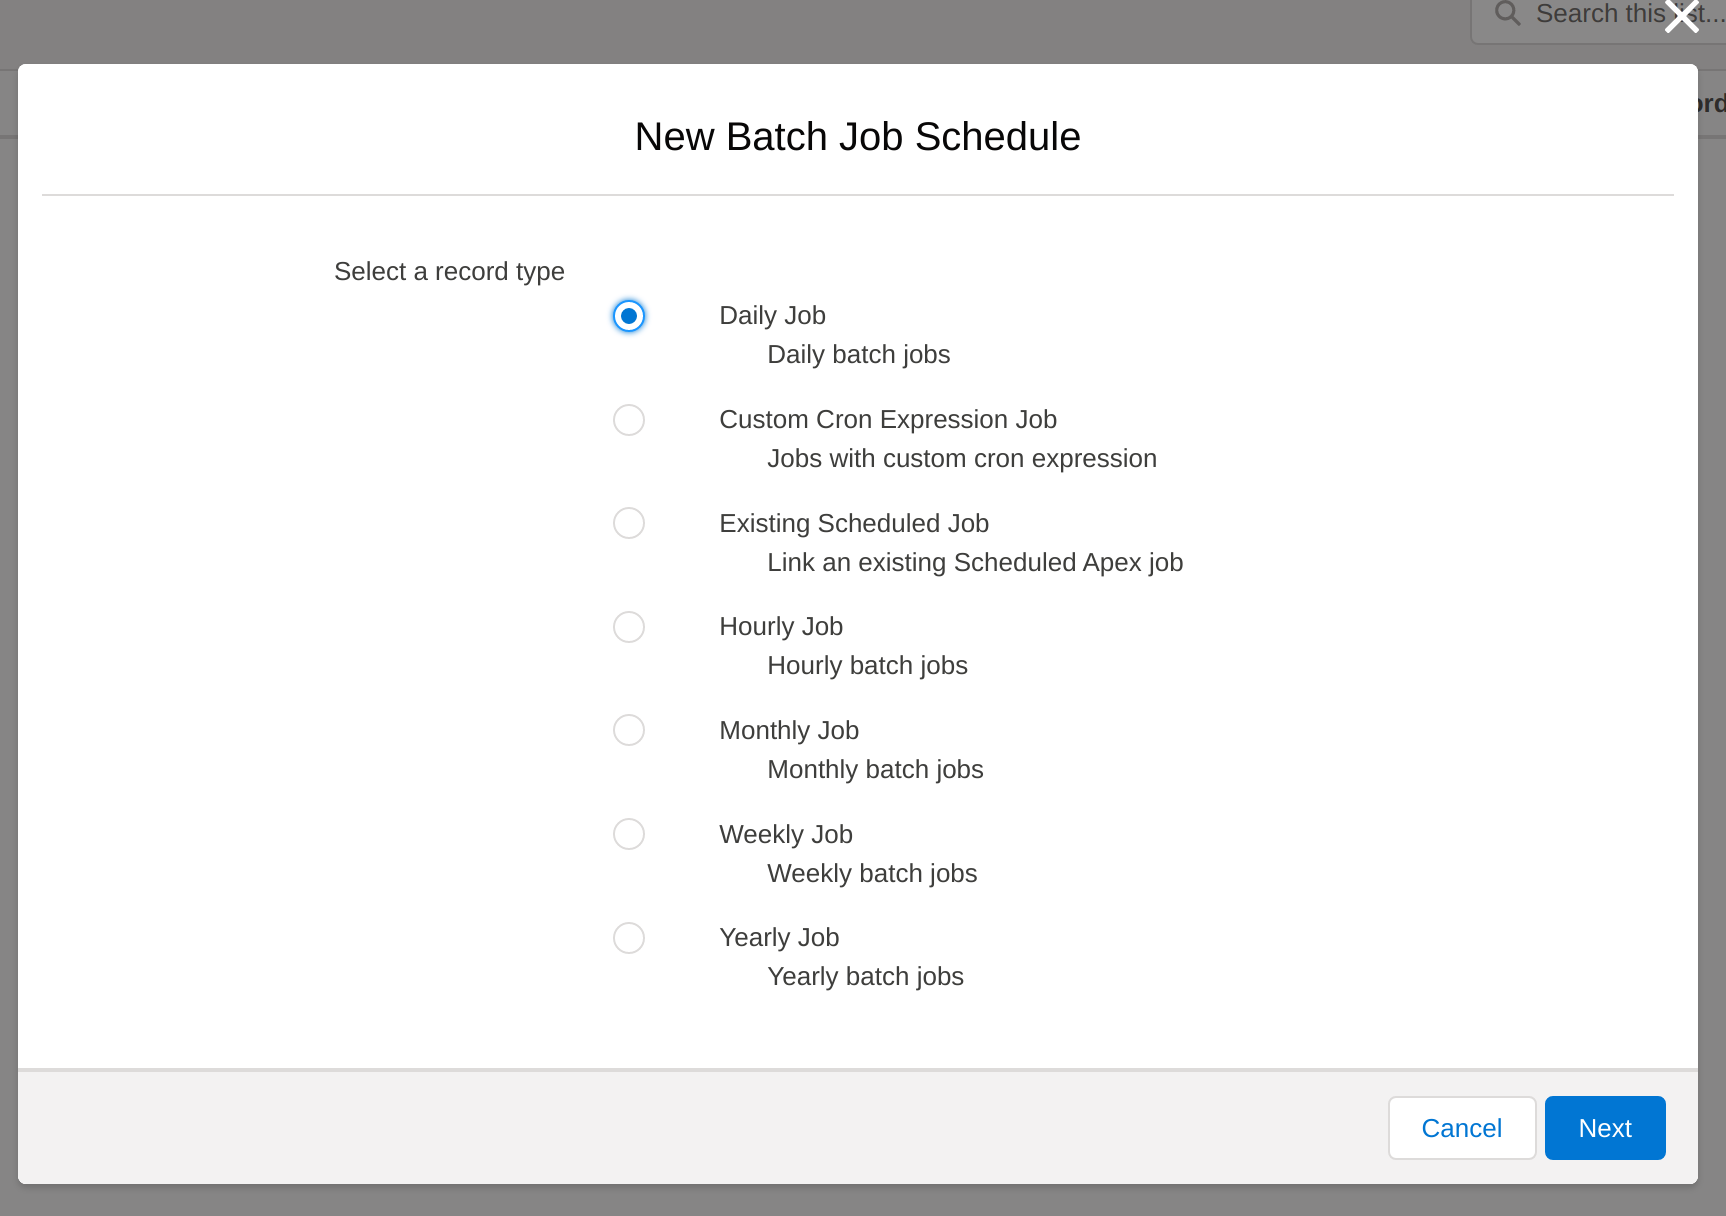 Search this list...
New Batch Job Schedule
Select a record type
Daily Job
Daily batch jobs
Custom Cron Expression Job
Jobs with custom cron expression
Existing Scheduled Job
Link an existing Scheduled Apex job
Hourly Job
Hourly batch jobs
Monthly Job
Monthly batch jobs
Weekly Job
Weekly batch jobs
Yearly Job
Yearly batch jobs
Cancel
Next